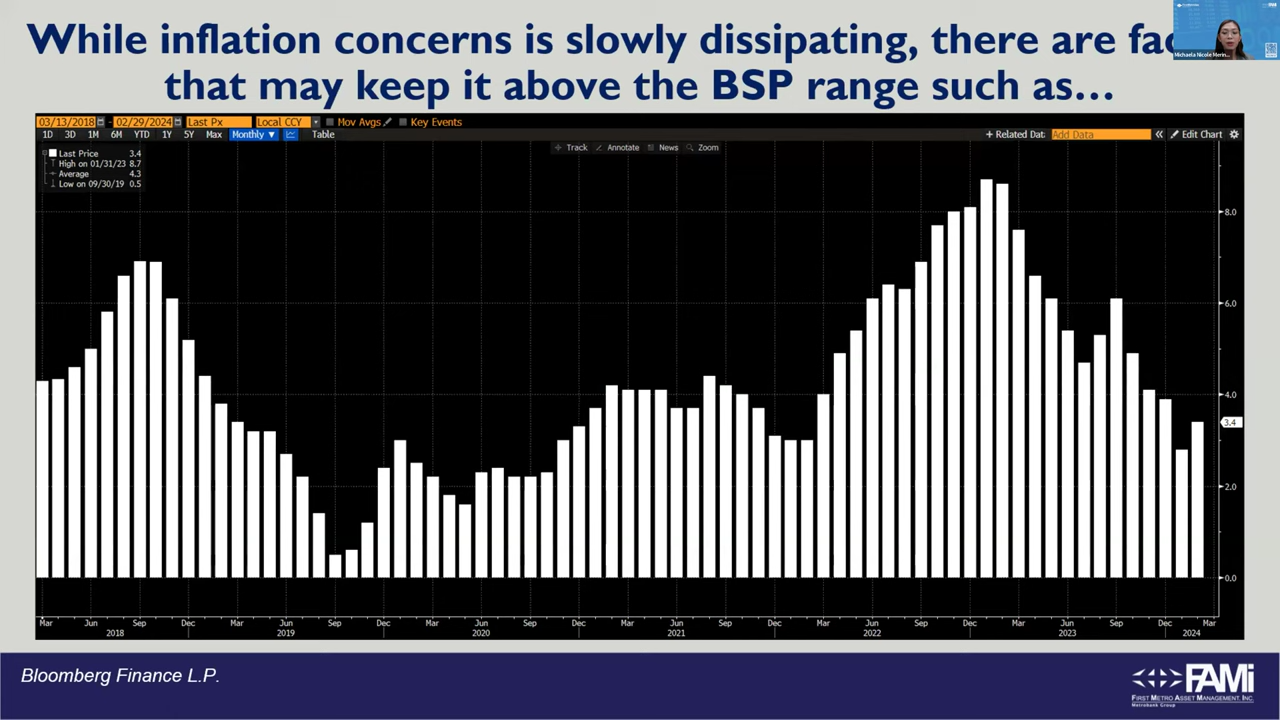 While inflation concerns is slowly dissipating, there are
that may keep it above the BSP range such as...
Michaela Nicole Merin...
03/13/2018 - 02/29/2024 Last Px Local CCY Mov Avgs Key Events
1D 3D 1M 6M YTD 1Y 5Y Max Monthly ▼ Table + Related Dat Add Data « Edit Chart
Track Annotate News Zoom
Last Price 3.4
High on 01/31/23 8.7
Average 4.3
Low on 09/30/19 0.5
8.0
6.0
4.0
3.4
2.0
0.0
Mar Jun Sep Dec Mar Jun Sep Dec Mar Jun Sep Dec Mar Jun Sep Dec Mar Jun Sep Dec Mar Jun Sep Dec Mar
2018 2019 2020 2021 2022 2023 2024
Bloomberg Finance L.P.
FAMi
First Metro Asset Management, Inc.
Metrobank Group